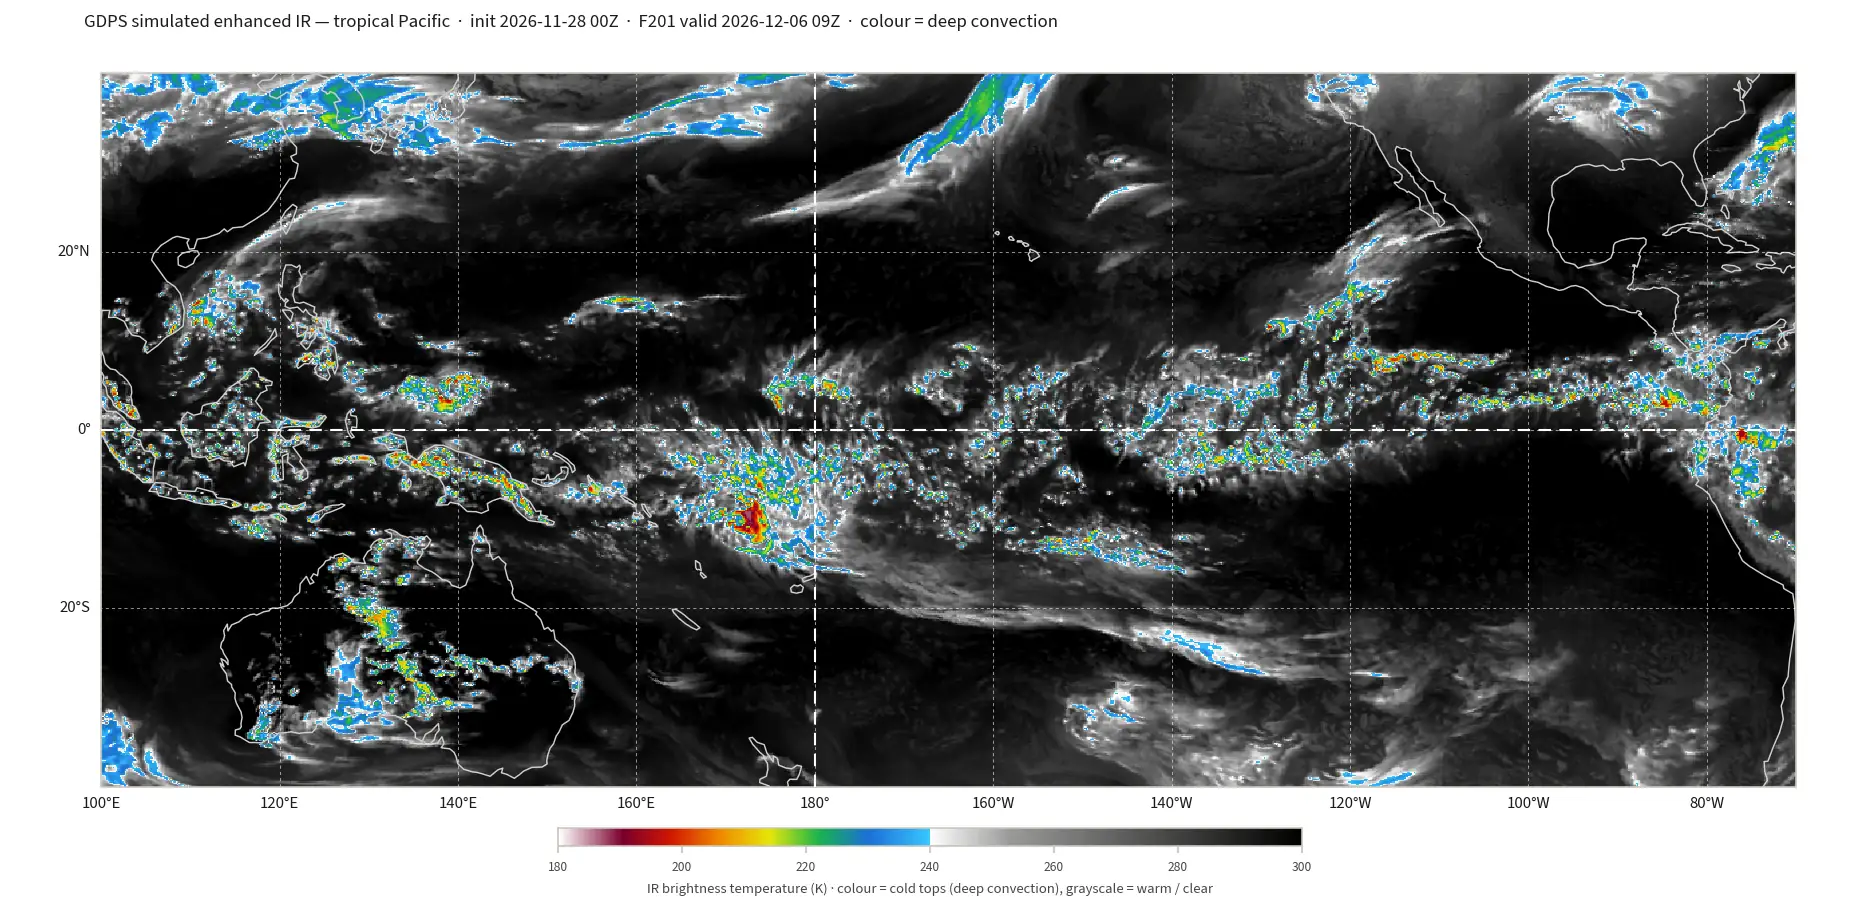 GDPS simulated enhanced IR — tropical Pacific · init 2026-11-28 00Z · F201 valid 2026-12-06 09Z · colour = deep convection
20°N
0°
20°S
100°E 120°E 140°E 160°E 180° 160°W 140°W 120°W 100°W 80°W
180 200 220 240 260 280 300
IR brightness temperature (K) · colour = cold tops (deep convection), grayscale = warm / clear